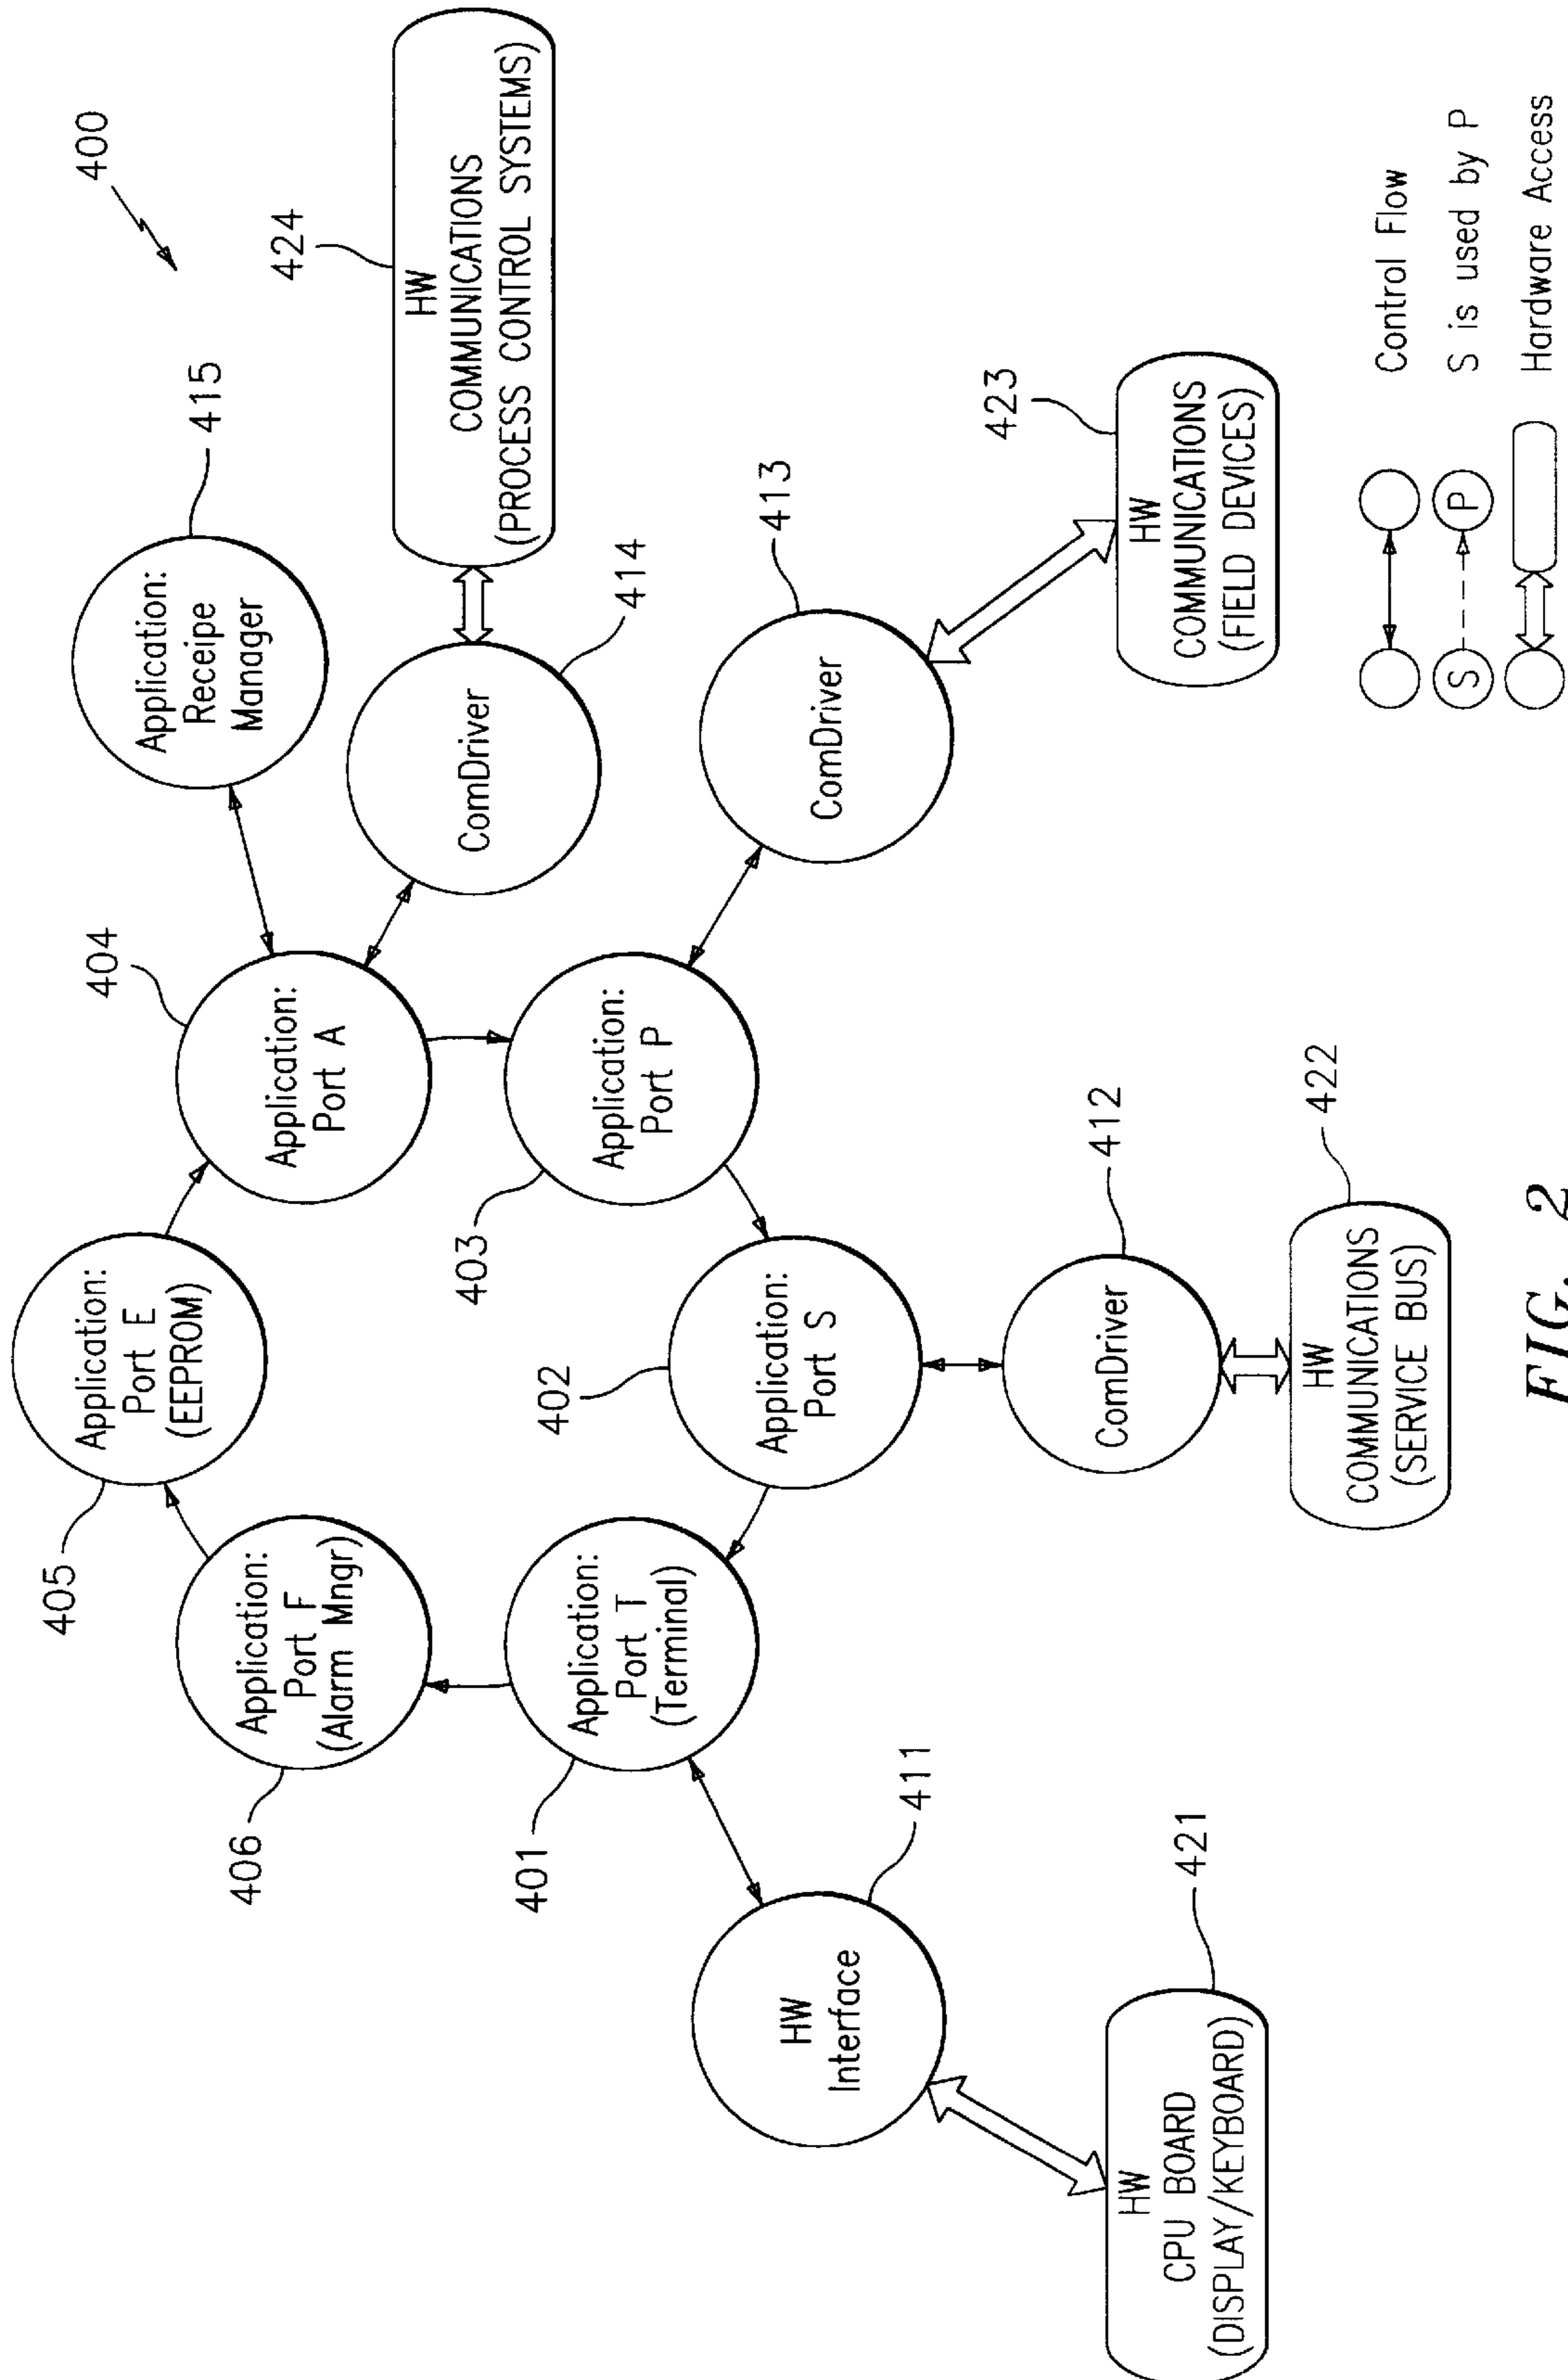 400
Application:
Port E
(EEPROM)
405
Application:
Port F
(Alarm Mngr)
406
Application:
Port A
404
Application:
Receipe
Manager
415
Application:
Port T
(Terminal)
401
Application:
Port P
403
ComDriver
414
HW
COMMUNICATIONS
(PROCESS CONTROL SYSTEMS)
424
Application:
Port S
402
HW
Interface
411
ComDriver
413
ComDriver
412
HW
CPU BOARD
(DISPLAY/KEYBOARD)
421
HW
COMMUNICATIONS
(SERVICE BUS)
422
HW
COMMUNICATIONS
(FIELD DEVICES)
423
Control Flow
S
P
S is used by P
Hardware Access
FIG. 2